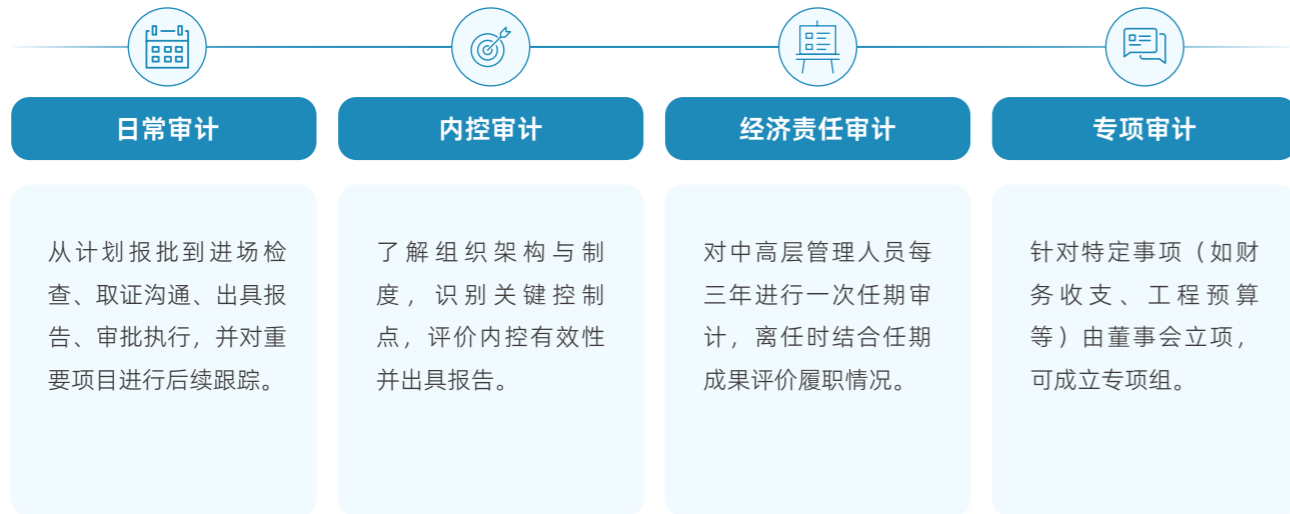 日常审计
从计划报批到进场检
查、取证沟通、出具报
告、审批执行，并对重
要项目进行后续跟踪。
内控审计
了解组织架构与制
度，识别关键控制
点，评价内控有效性
并出具报告。
经济责任审计
对中高层管理人员每
三年进行一次任期审
计，离任时结合任期
成果评价履职情况。
专项审计
针对特定事项（如财
务收支、工程预算
等）由董事会立项，
可成立专项组。